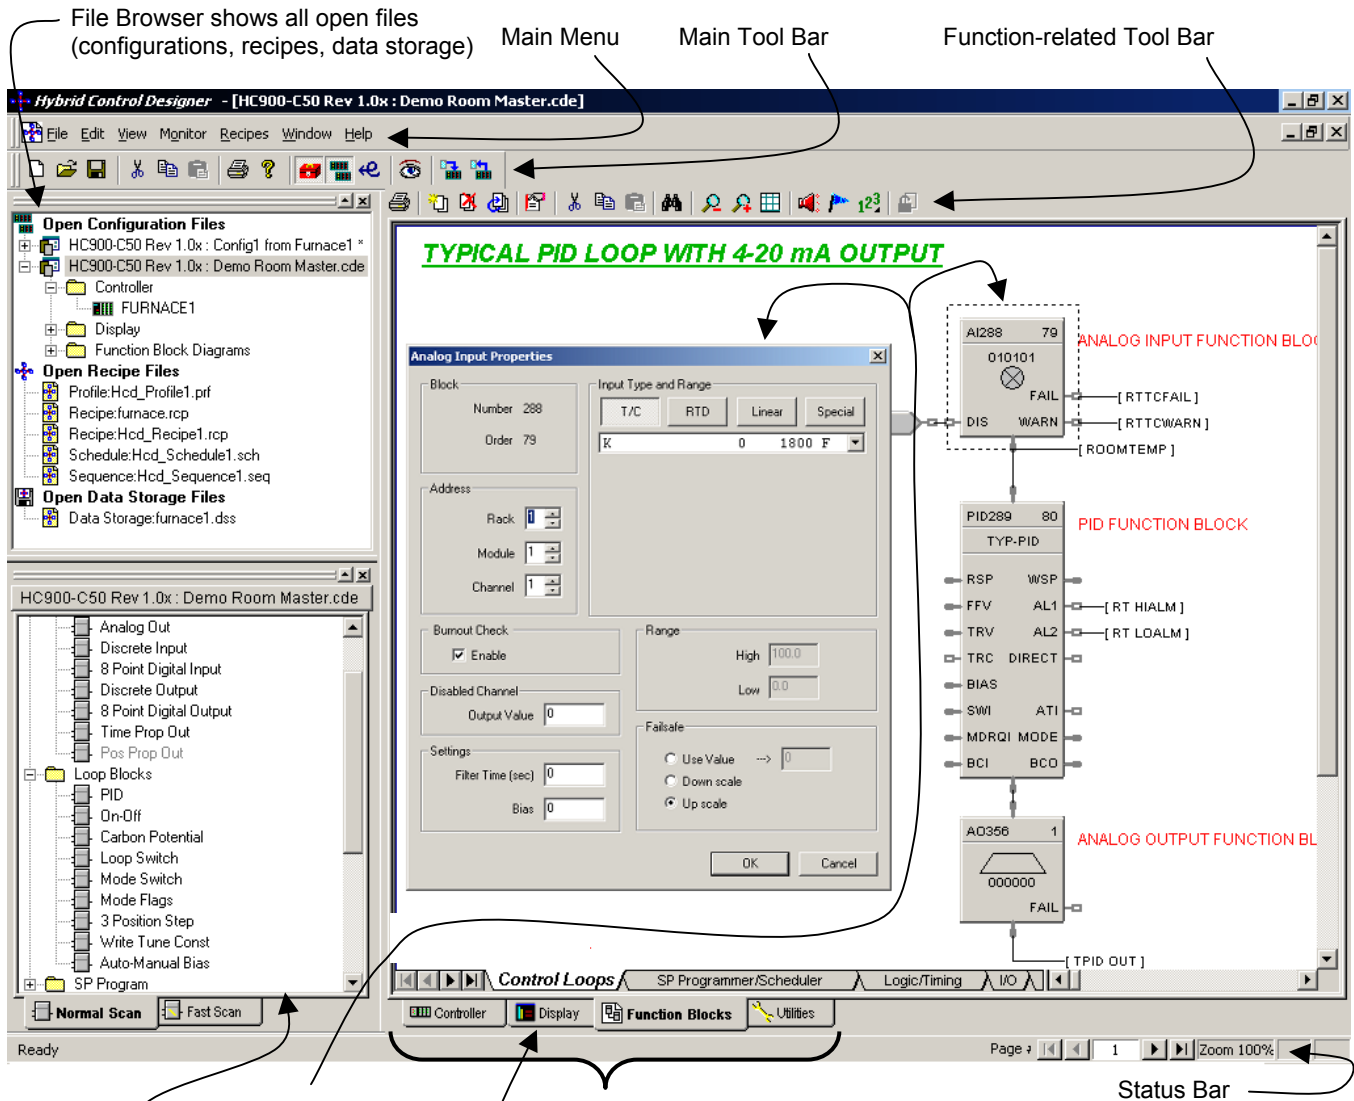 File Browser shows all open files
(configurations, recipes, data storage)
Main Menu
Main Tool Bar
Function-related Tool Bar
Hybrid Control Designer - [HC900-C50 Rev 1.0x : Demo Room Master.cde]
File Edit View Monitor Recipes Window Help
Open Configuration Files
HC900-C50 Rev 1.0x : Config1 from Furnace1 *
HC900-C50 Rev 1.0x : Demo Room Master.cde
Controller
FURNACE1
Display
Function Block Diagrams
Open Recipe Files
Profile:Hcd_Profile1.prf
Recipe:furnace.rcp
Recipe:Hcd_Recipe1.rcp
Schedule:Hcd_Schedule1.sch
Sequence:Hcd_Sequence1.seq
Open Data Storage Files
Data Storage:furnace1.dss
HC900-C50 Rev 1.0x : Demo Room Master.cde
Analog Out
Discrete Input
8 Point Digital Input
Discrete Output
8 Point Digital Output
Time Prop Out
Pos Prop Out
Loop Blocks
PID
On-Off
Carbon Potential
Loop Switch
Mode Switch
Mode Flags
3 Position Step
Write Tune Const
Auto-Manual Bias
SP Program
Normal Scan
Fast Scan
123
TYPICAL PID LOOP WITH 4-20 mA OUTPUT
Analog Input Properties
Block
Number 288
Order 79
Input Type and Range
T/C RTD Linear Special
K 0 1800 F
Address
Rack 1
Module 1
Channel 1
Burnout Check
Enable
Range
High 100.0
Low 0.0
Disabled Channel
Output Value 0
Settings
Filter Time (sec) 0
Bias 0
Failsafe
Use Value ---> 0
Down scale
Up scale
OK Cancel
AI288 79
010101
FAIL
DIS WARN
ANALOG INPUT FUNCTION BLO
[ RTTCFAIL ]
[ RTTCWARN ]
[ ROOMTEMP ]
PID289 80
TYP-PID
PID FUNCTION BLOCK
RSP WSP
FFV AL1
[ RT HIALM ]
TRV AL2
[ RT LOALM ]
TRC DIRECT
BIAS
SWI ATI
MDRQI MODE
BCI BCO
AO356 1
000000
FAIL
ANALOG OUTPUT FUNCTION BL
[ TPID OUT ]
Control Loops SP Programmer/Scheduler Logic/Timing I/O
Controller Display Function Blocks Utilities
Ready
Page # 1 Zoom 100%
Status Bar